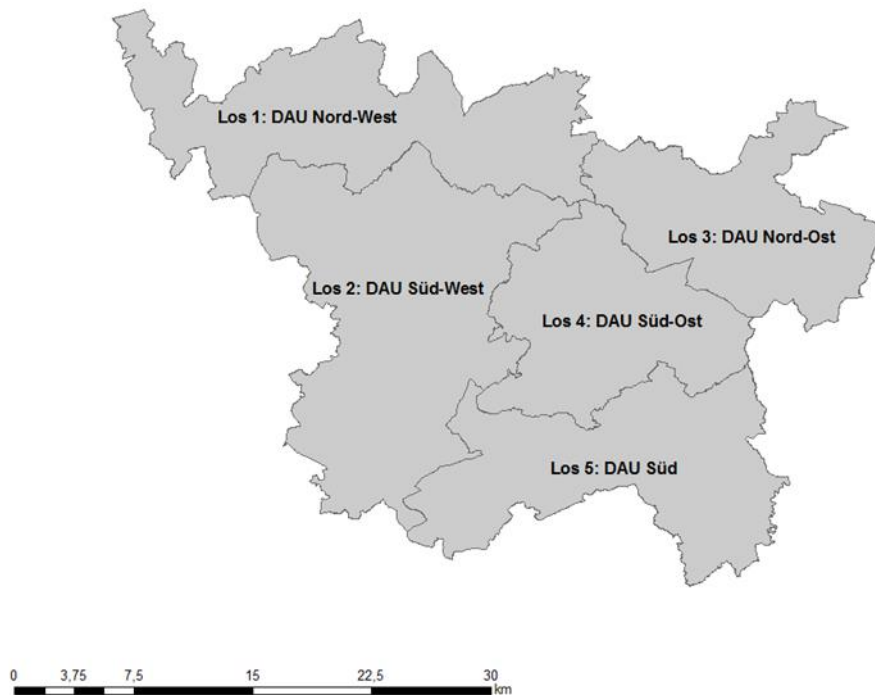 Los 1: DAU Nord-West
Los 3: DAU Nord-Ost
Los 2: DAU Süd-West
Los 4: DAU Süd-Ost
Los 5: DAU Süd
0 3,75 7,5 15 22,5 30
km